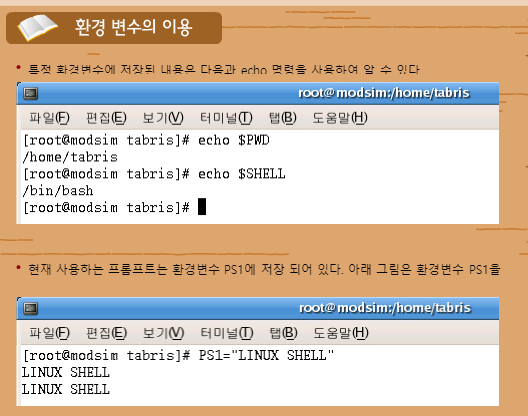 환경 변수의 이용
• 특정 환경변수에 저장된 내용은 다음과 echo 명령을 사용하여 알 수 있다
root@modsim:/home/tabris
파일(F) 편집(E) 보기(V) 터미널(T) 탭(B) 도움말(H)
[root@modsim tabris]# echo $PWD
/home/tabris
[root@modsim tabris]# echo $SHELL
/bin/bash
[root@modsim tabris]#
• 현재 사용하는 프롬프트는 환경변수 PS1에 저장 되어 있다. 아래 그림은 환경변수 PS1을
root@modsim:/home/tabris
파일(F) 편집(E) 보기(V) 터미널(T) 탭(B) 도움말(H)
[root@modsim tabris]# PS1="LINUX SHELL"
LINUX SHELL
LINUX SHELL